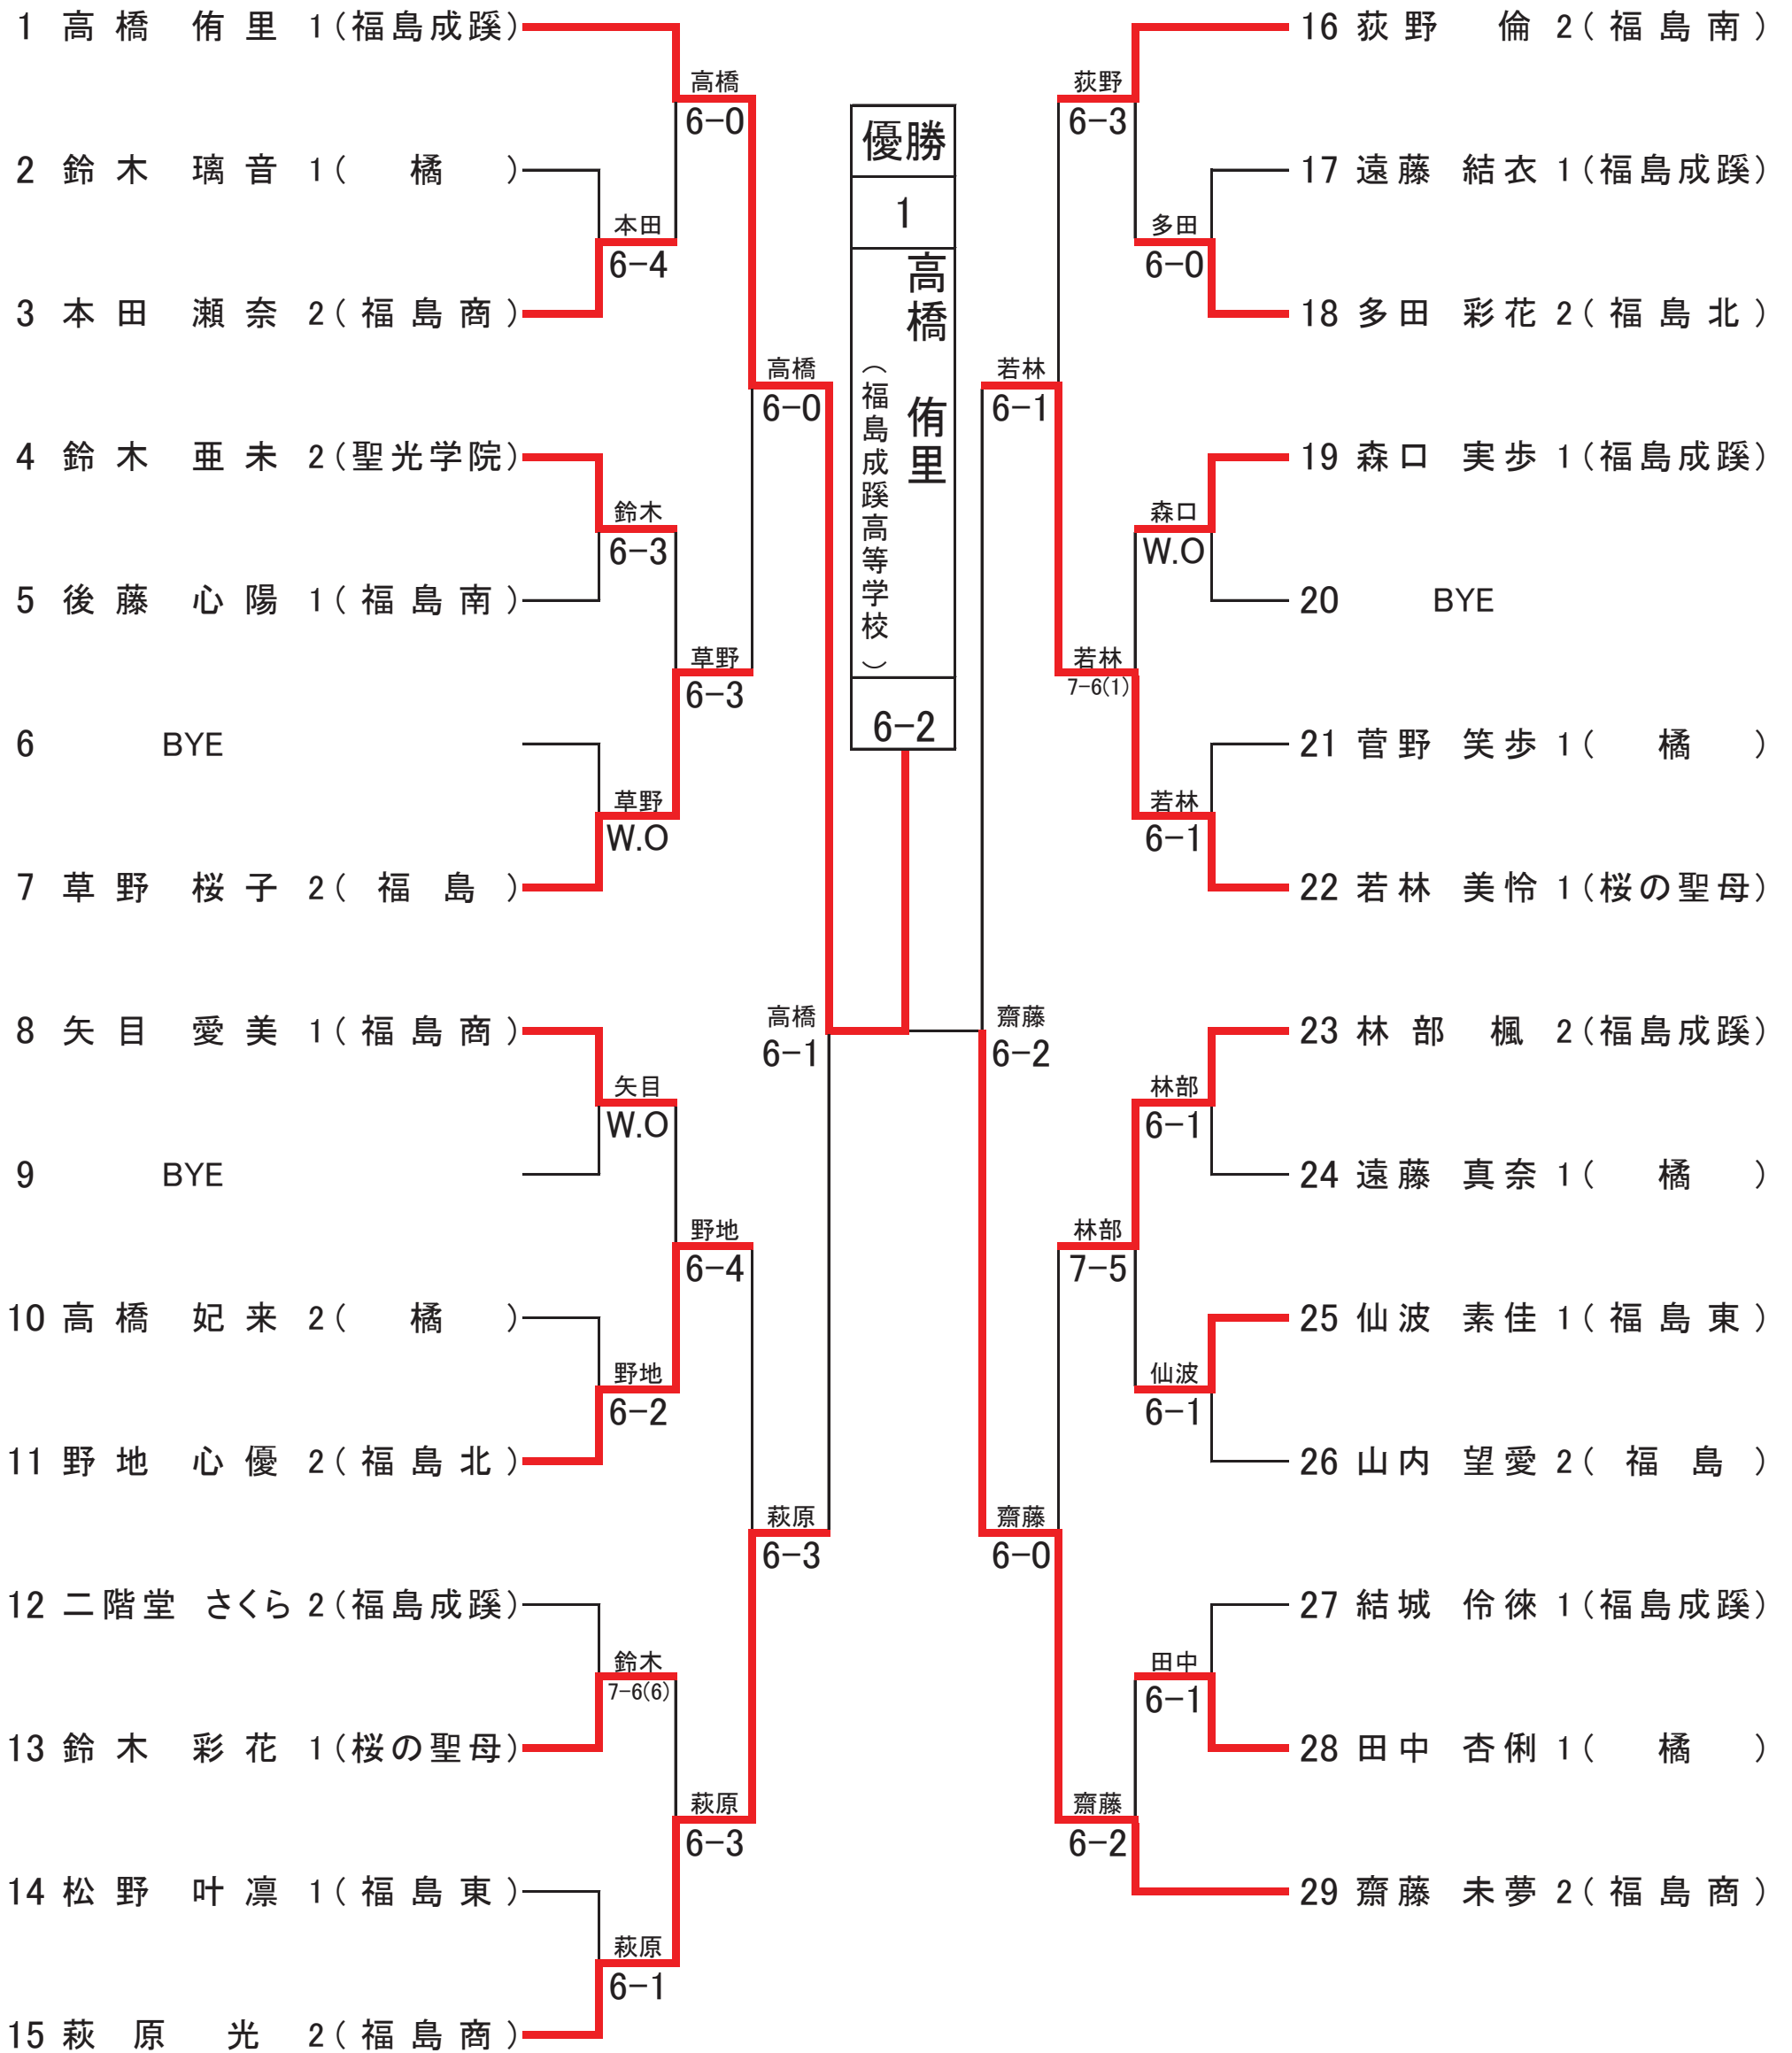 1 高橋 侑里 1(福島成蹊)
2 鈴木 璃音 1(橘)
3 本田 瀬奈 2(福島商)
4 鈴木 亜未 2(聖光学院)
5 後藤 心陽 1(福島南)
6 BYE
7 草野 桜子 2(福島)
8 矢目 愛美 1(福島商)
9 BYE
10 高橋 妃来 2(橘)
11 野地 心優 2(福島北)
12 二階堂 さくら 2(福島成蹊)
13 鈴木 彩花 1(桜の聖母)
14 松野 叶凛 1(福島東)
15 萩原 光 2(福島商)
本田
6-4
鈴木
6-3
草野
W.O
矢目
W.O
野地
6-2
鈴木
7-6(6)
萩原
6-1
高橋
6-0
草野
6-3
野地
6-4
萩原
6-3
高橋
6-0
萩原
6-3
高橋
6-1
優勝
1
高橋 侑里
(福島成蹊高等学校)
6-2
齋藤
6-2
若林
6-1
齋藤
6-0
荻野
6-3
若林
7-6(1)
林部
7-5
齋藤
6-2
多田
6-0
森口
W.O
若林
6-1
林部
6-1
仙波
6-1
田中
6-1
16 荻野 倫 2(福島南)
17 遠藤 結衣 1(福島成蹊)
18 多田 彩花 2(福島北)
19 森口 実歩 1(福島成蹊)
20 BYE
21 菅野 笑歩 1(橘)
22 若林 美怜 1(桜の聖母)
23 林部 楓 2(福島成蹊)
24 遠藤 真奈 1(橘)
25 仙波 素佳 1(福島東)
26 山内 望愛 2(福島)
27 結城 伶徠 1(福島成蹊)
28 田中 杏俐 1(橘)
29 齋藤 未夢 2(福島商)